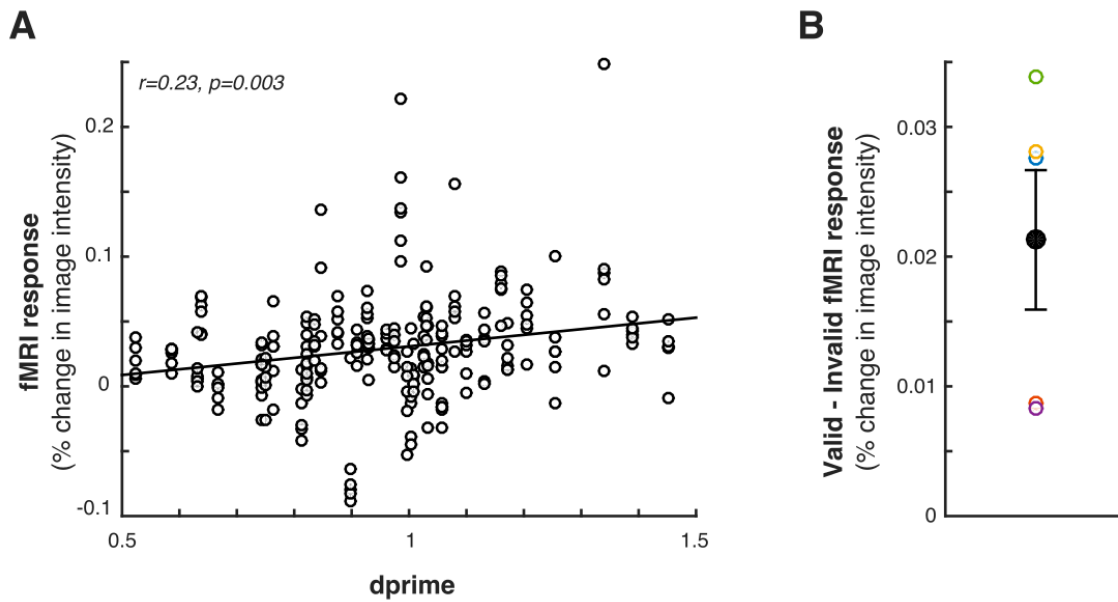 A
r=0.23, p=0.003
fMRI response
(% change in image intensity)
0.2
0.1
0
-0.1
0.5
1
1.5
dprime
B
Valid - Invalid fMRI response
(% change in image intensity)
0.03
0.02
0.01
0